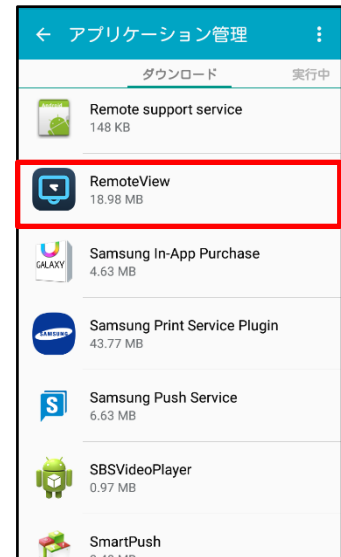 アプリケーション管理
ダウンロード 実行中
Remote support service
148 KB
RemoteView
18.98 MB
GALAXY
Samsung In-App Purchase
4.63 MB
SAMSUNG
Samsung Print Service Plugin
43.77 MB
S
Samsung Push Service
6.63 MB
SBSVideoPlayer
0.97 MB
SmartPush